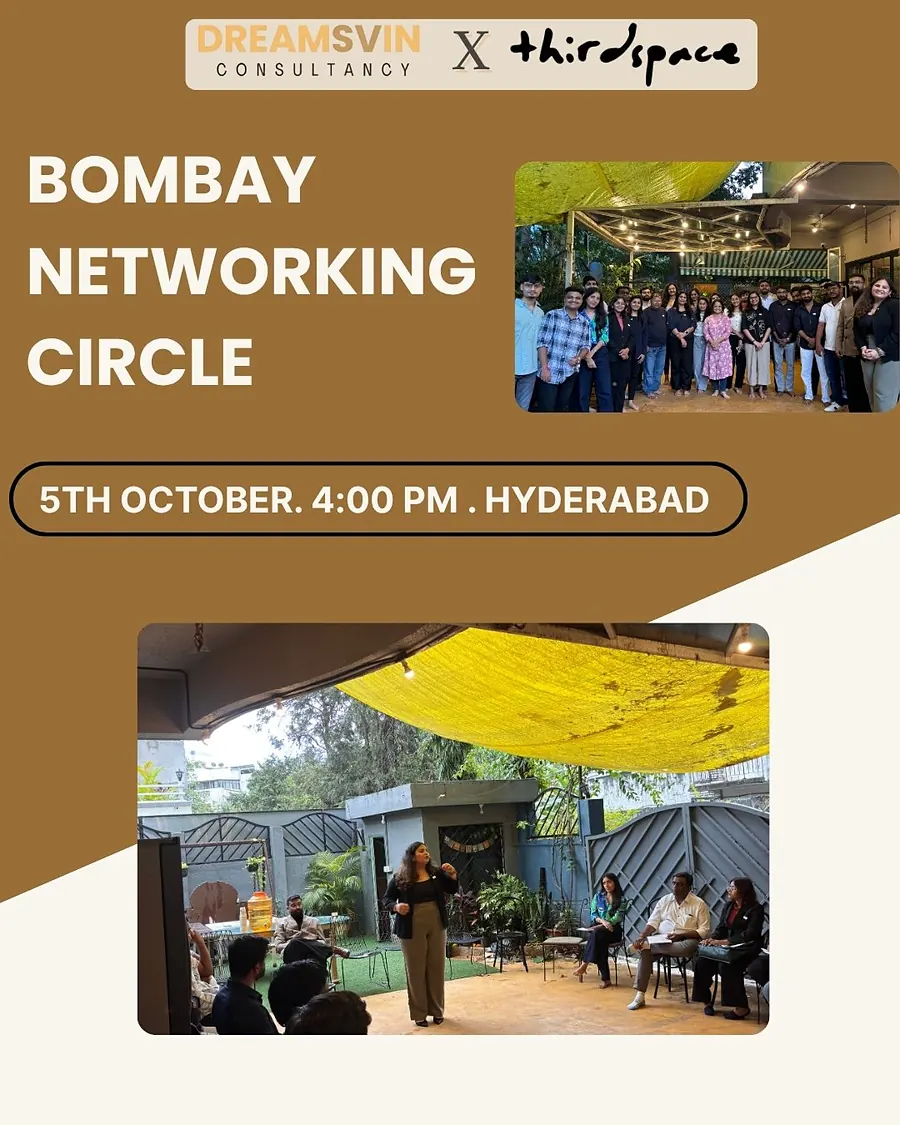 DREAMSVIN
CONSULTANCY
X
thirdspace
BOMBAY
NETWORKING
CIRCLE
5TH OCTOBER. 4:00 PM . HYDERABAD